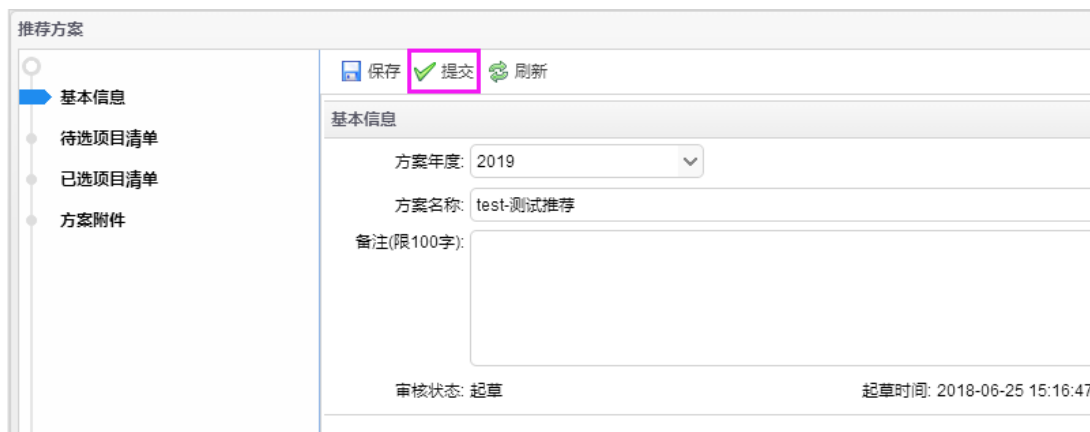 推荐方案
基本信息
待选项目清单
已选项目清单
方案附件
保存 提交 刷新
基本信息
方案年度: 2019
方案名称: test-测试推荐
备注(限100字):
审核状态: 起草 起草时间: 2018-06-25 15:16:47